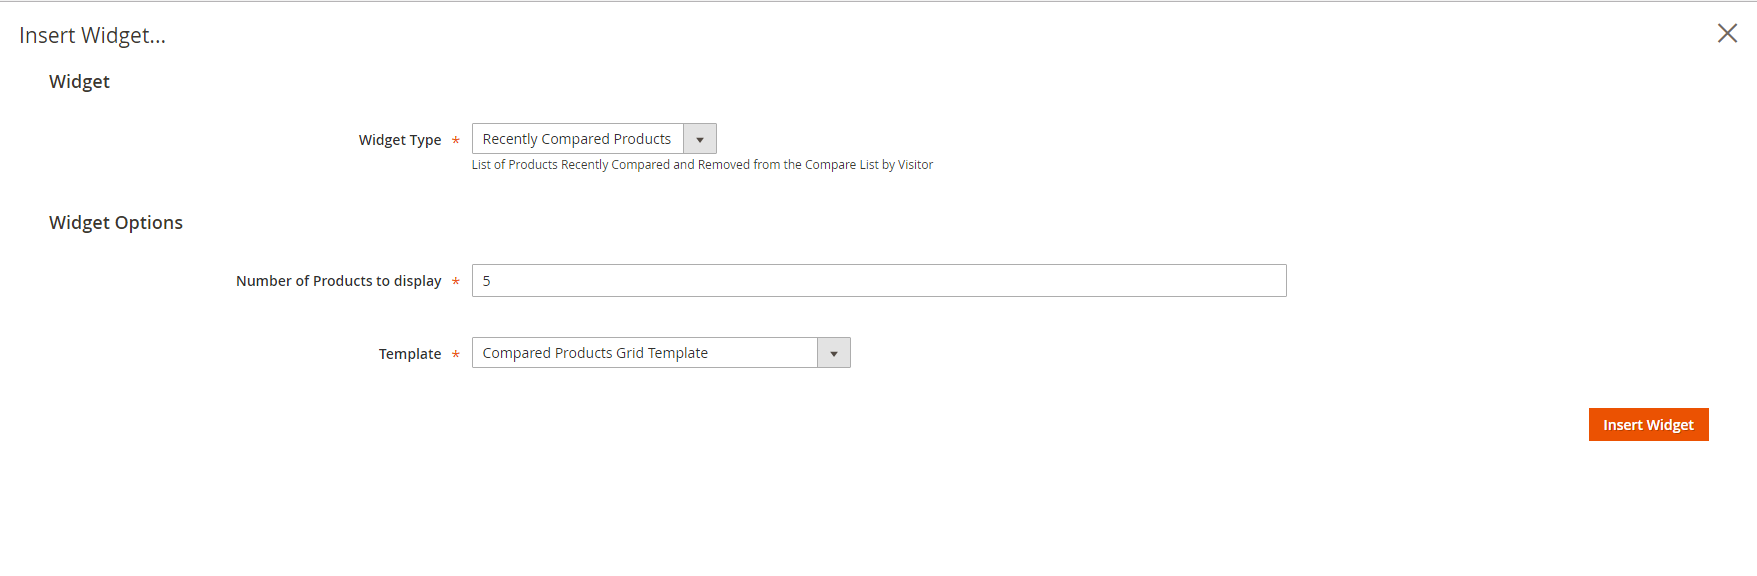 Insert Widget...
Widget
Widget Type *
Recently Compared Products
List of Products Recently Compared and Removed from the Compare List by Visitor
Widget Options
Number of Products to display *
5
Template *
Compared Products Grid Template
Insert Widget